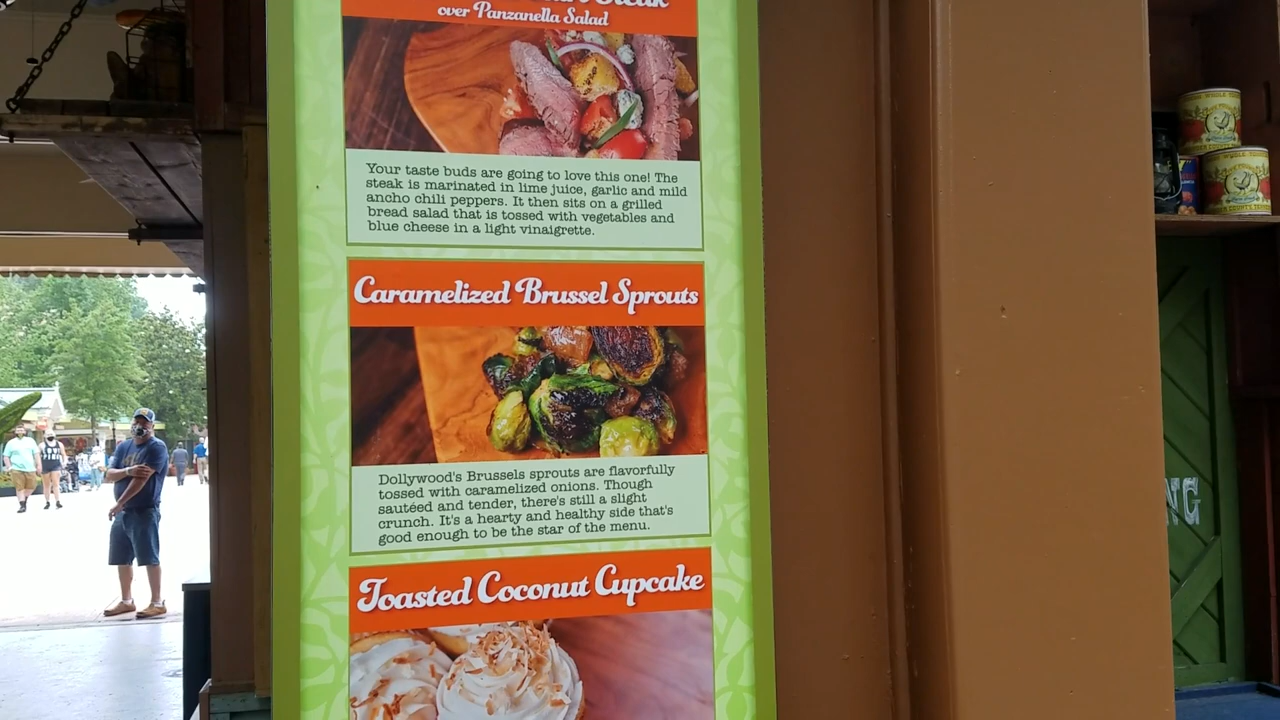 Steak
over Panzanella Salad
Your taste buds are going to love this one! The
steak is marinated in lime juice, garlic and mild
ancho chili peppers. It then sits on a grilled
bread salad that is tossed with vegetables and
blue cheese in a light vinaigrette.
Caramelized Brussel Sprouts
Dollywood's Brussels sprouts are flavorfully
tossed with caramelized onions. Though
sautéed and tender, there's still a slight
crunch. It's a hearty and healthy side that's
good enough to be the star of the menu.
Toasted Coconut Cupcake
NG